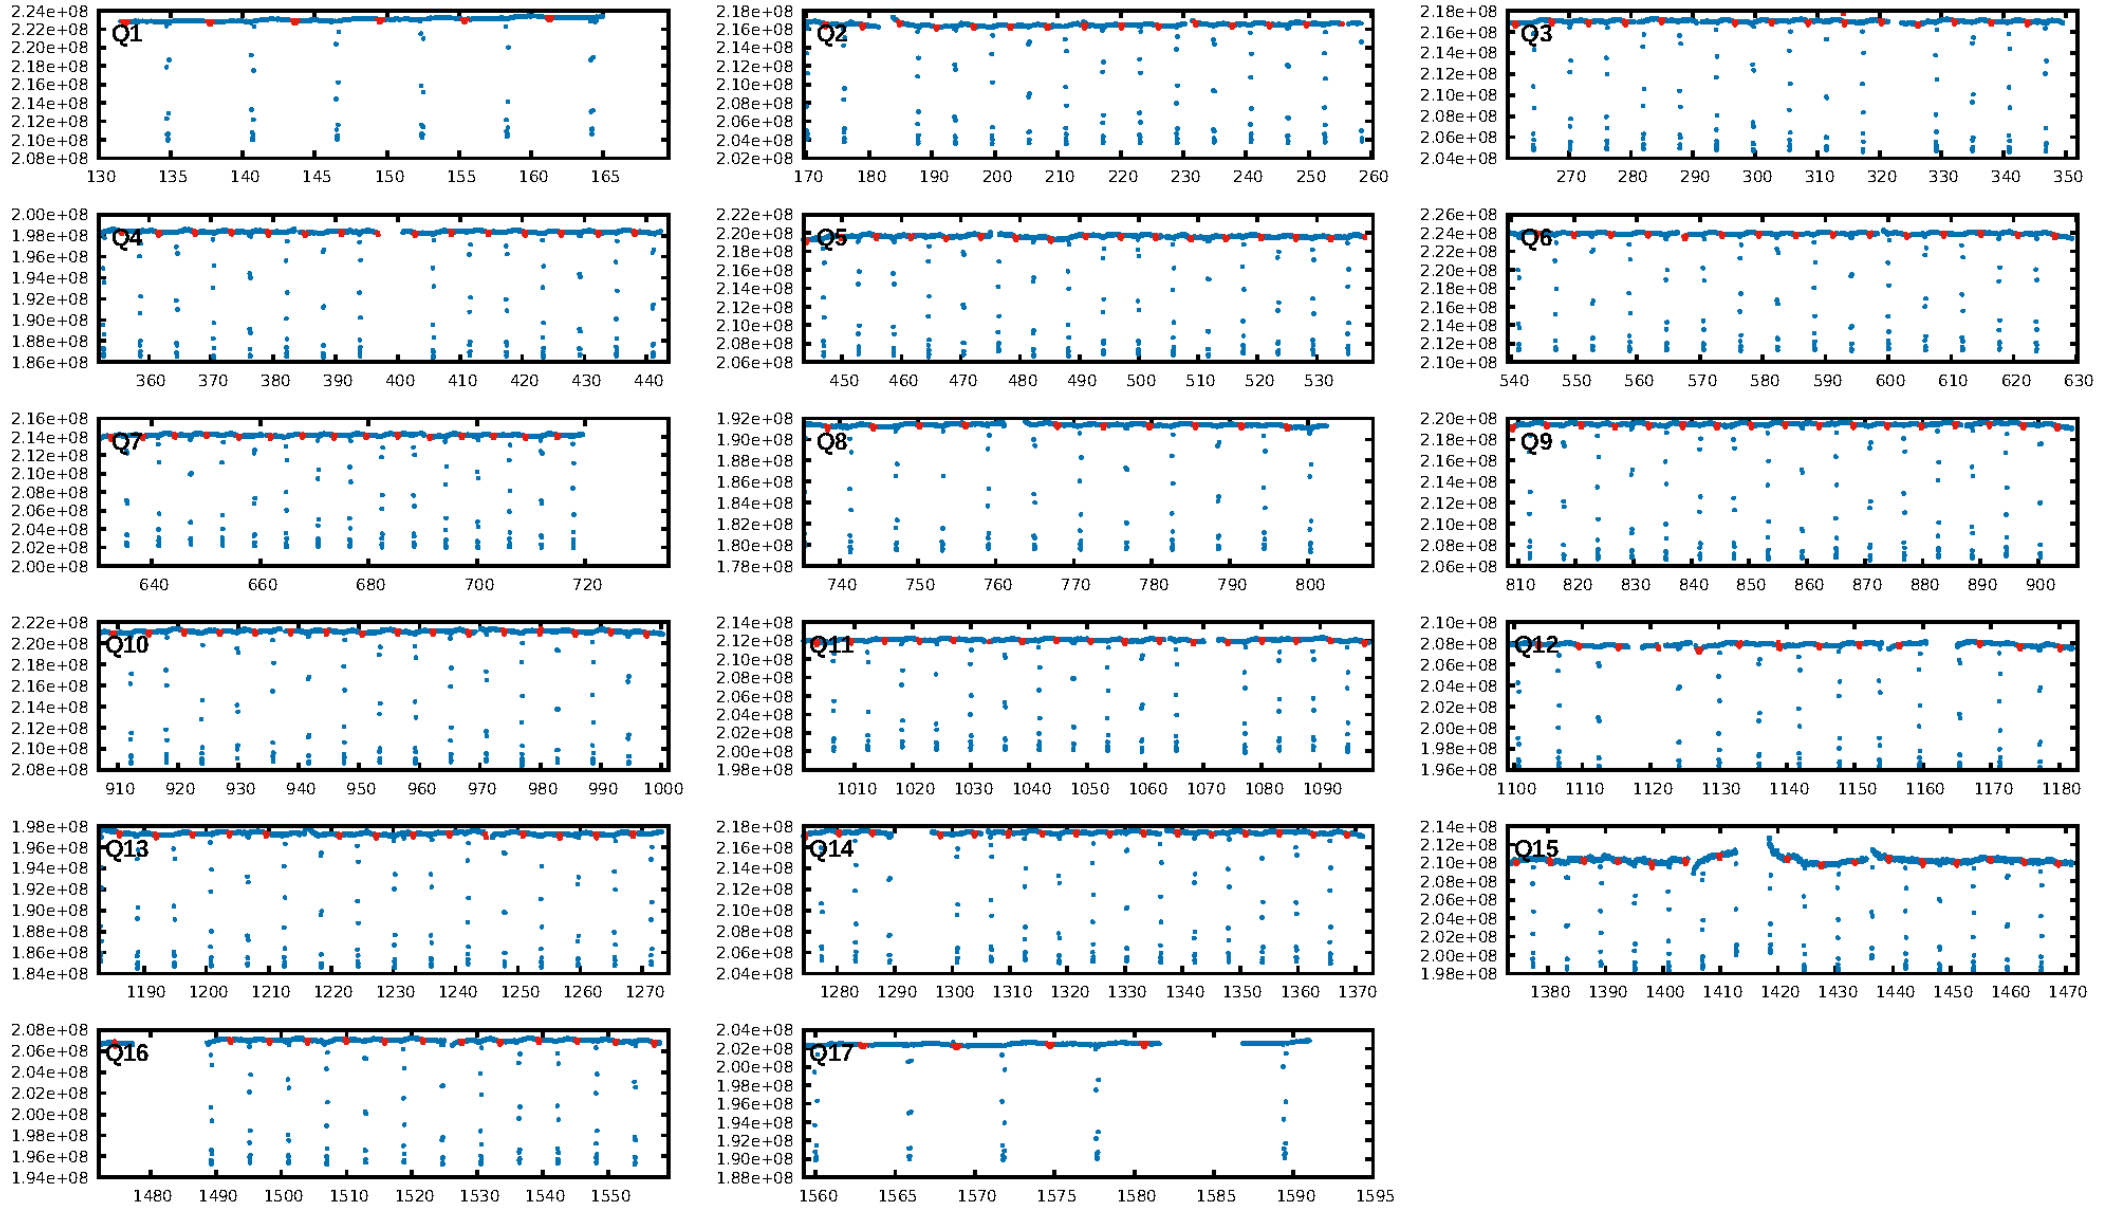 2.24e+08 2.22e+08 2.20e+08 2.18e+08 2.16e+08 2.14e+08 2.12e+08 2.10e+08 2.08e+08
Q1
130 135 140 145 150 155 160 165
2.18e+08 2.16e+08 2.14e+08 2.12e+08 2.10e+08 2.08e+08 2.06e+08 2.04e+08 2.02e+08
Q2
170 180 190 200 210 220 230 240 250 260
2.18e+08 2.16e+08 2.14e+08 2.12e+08 2.10e+08 2.08e+08 2.06e+08 2.04e+08
Q3
270 280 290 300 310 320 330 340 350
2.00e+08 1.98e+08 1.96e+08 1.94e+08 1.92e+08 1.90e+08 1.88e+08 1.86e+08
Q4
360 370 380 390 400 410 420 430 440
2.22e+08 2.20e+08 2.18e+08 2.16e+08 2.14e+08 2.12e+08 2.10e+08 2.08e+08 2.06e+08
Q5
450 460 470 480 490 500 510 520 530
2.26e+08 2.24e+08 2.22e+08 2.20e+08 2.18e+08 2.16e+08 2.14e+08 2.12e+08 2.10e+08
Q6
540 550 560 570 580 590 600 610 620 630
2.16e+08 2.14e+08 2.12e+08 2.10e+08 2.08e+08 2.06e+08 2.04e+08 2.02e+08 2.00e+08
Q7
640 660 680 700 720
1.92e+08 1.90e+08 1.88e+08 1.86e+08 1.84e+08 1.82e+08 1.80e+08 1.78e+08
Q8
740 750 760 770 780 790 800
2.20e+08 2.18e+08 2.16e+08 2.14e+08 2.12e+08 2.10e+08 2.08e+08 2.06e+08
Q9
810 820 830 840 850 860 870 880 890 900
2.22e+08 2.20e+08 2.18e+08 2.16e+08 2.14e+08 2.12e+08 2.10e+08 2.08e+08
Q10
910 920 930 940 950 960 970 980 990 1000
2.14e+08 2.12e+08 2.10e+08 2.08e+08 2.06e+08 2.04e+08 2.02e+08 2.00e+08 1.98e+08
Q11
1010 1020 1030 1040 1050 1060 1070 1080 1090
2.10e+08 2.08e+08 2.06e+08 2.04e+08 2.02e+08 2.00e+08 1.98e+08 1.96e+08
Q12
1100 1110 1120 1130 1140 1150 1160 1170 1180
1.98e+08 1.96e+08 1.94e+08 1.92e+08 1.90e+08 1.88e+08 1.86e+08 1.84e+08
Q13
1190 1200 1210 1220 1230 1240 1250 1260 1270
2.18e+08 2.16e+08 2.14e+08 2.12e+08 2.10e+08 2.08e+08 2.06e+08 2.04e+08
Q14
1280 1290 1300 1310 1320 1330 1340 1350 1360 1370
2.14e+08 2.12e+08 2.10e+08 2.08e+08 2.06e+08 2.04e+08 2.02e+08 2.00e+08 1.98e+08
Q15
1380 1390 1400 1410 1420 1430 1440 1450 1460 1470
2.08e+08 2.06e+08 2.04e+08 2.02e+08 2.00e+08 1.98e+08 1.96e+08 1.94e+08
Q16
1480 1490 1500 1510 1520 1530 1540 1550
2.04e+08 2.02e+08 2.00e+08 1.98e+08 1.96e+08 1.94e+08 1.92e+08 1.90e+08 1.88e+08
Q17
1560 1565 1570 1575 1580 1585 1590 1595